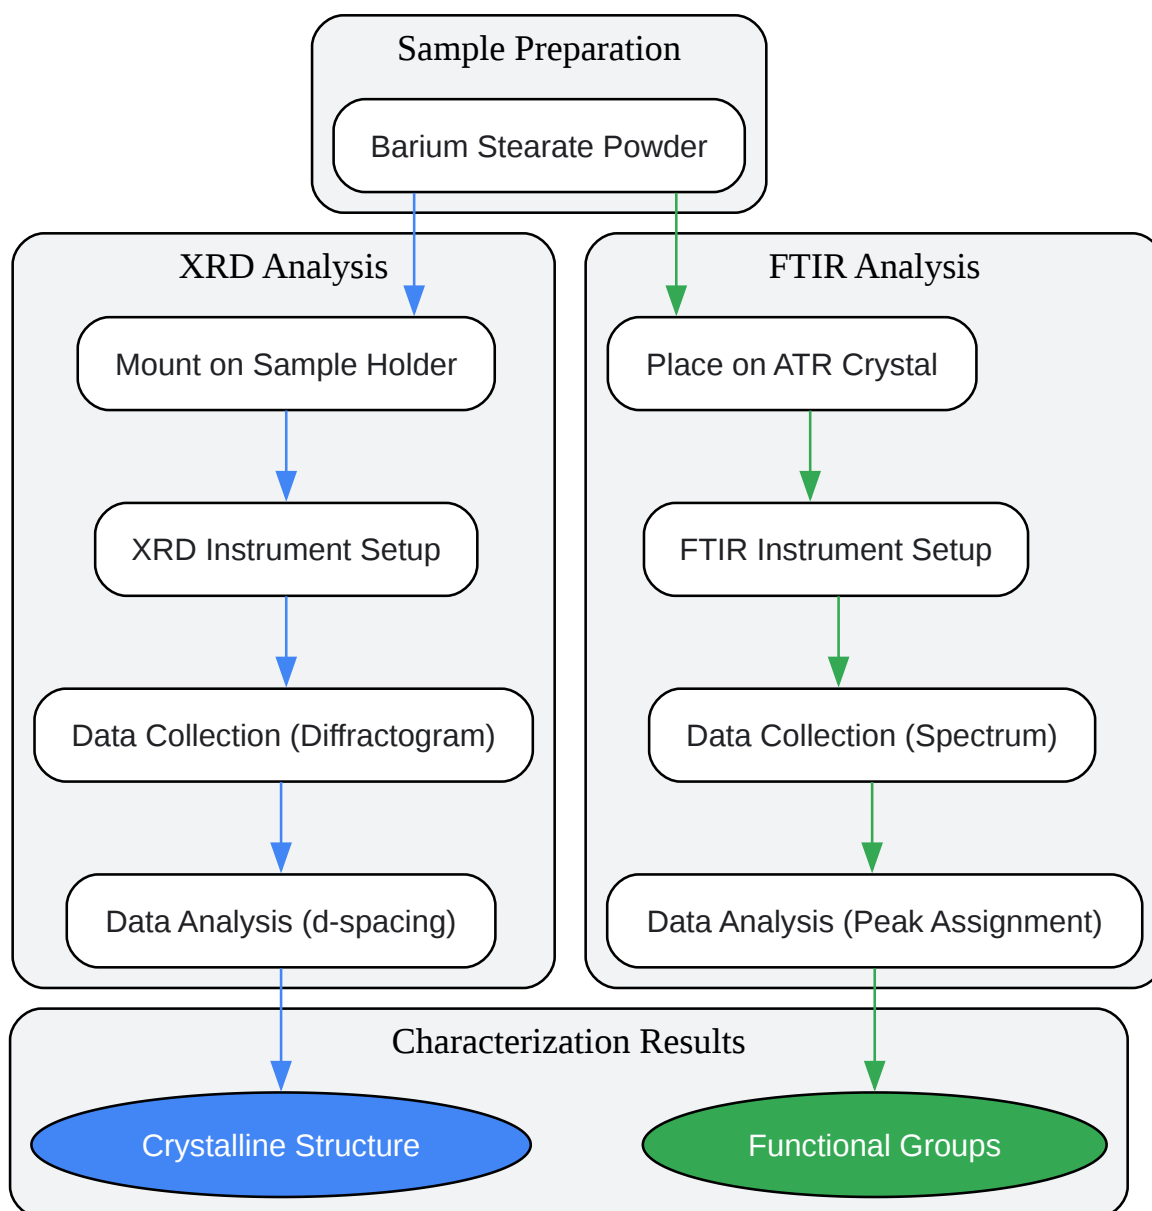 Sample Preparation
Barium Stearate Powder
XRD Analysis
Mount on Sample Holder
XRD Instrument Setup
Data Collection (Diffractogram)
Data Analysis (d-spacing)
FTIR Analysis
Place on ATR Crystal
FTIR Instrument Setup
Data Collection (Spectrum)
Data Analysis (Peak Assignment)
Characterization Results
Crystalline Structure
Functional Groups